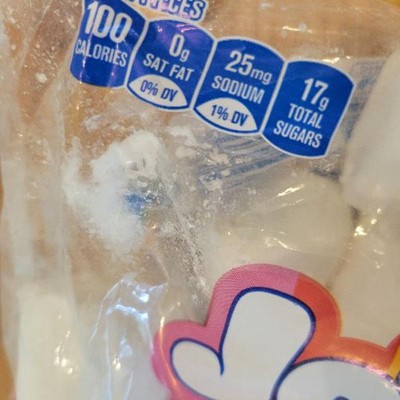 100
CALORIES
0g
SAT FAT
0% DV
25mg
SODIUM
1% DV
17g
TOTAL
SUGARS